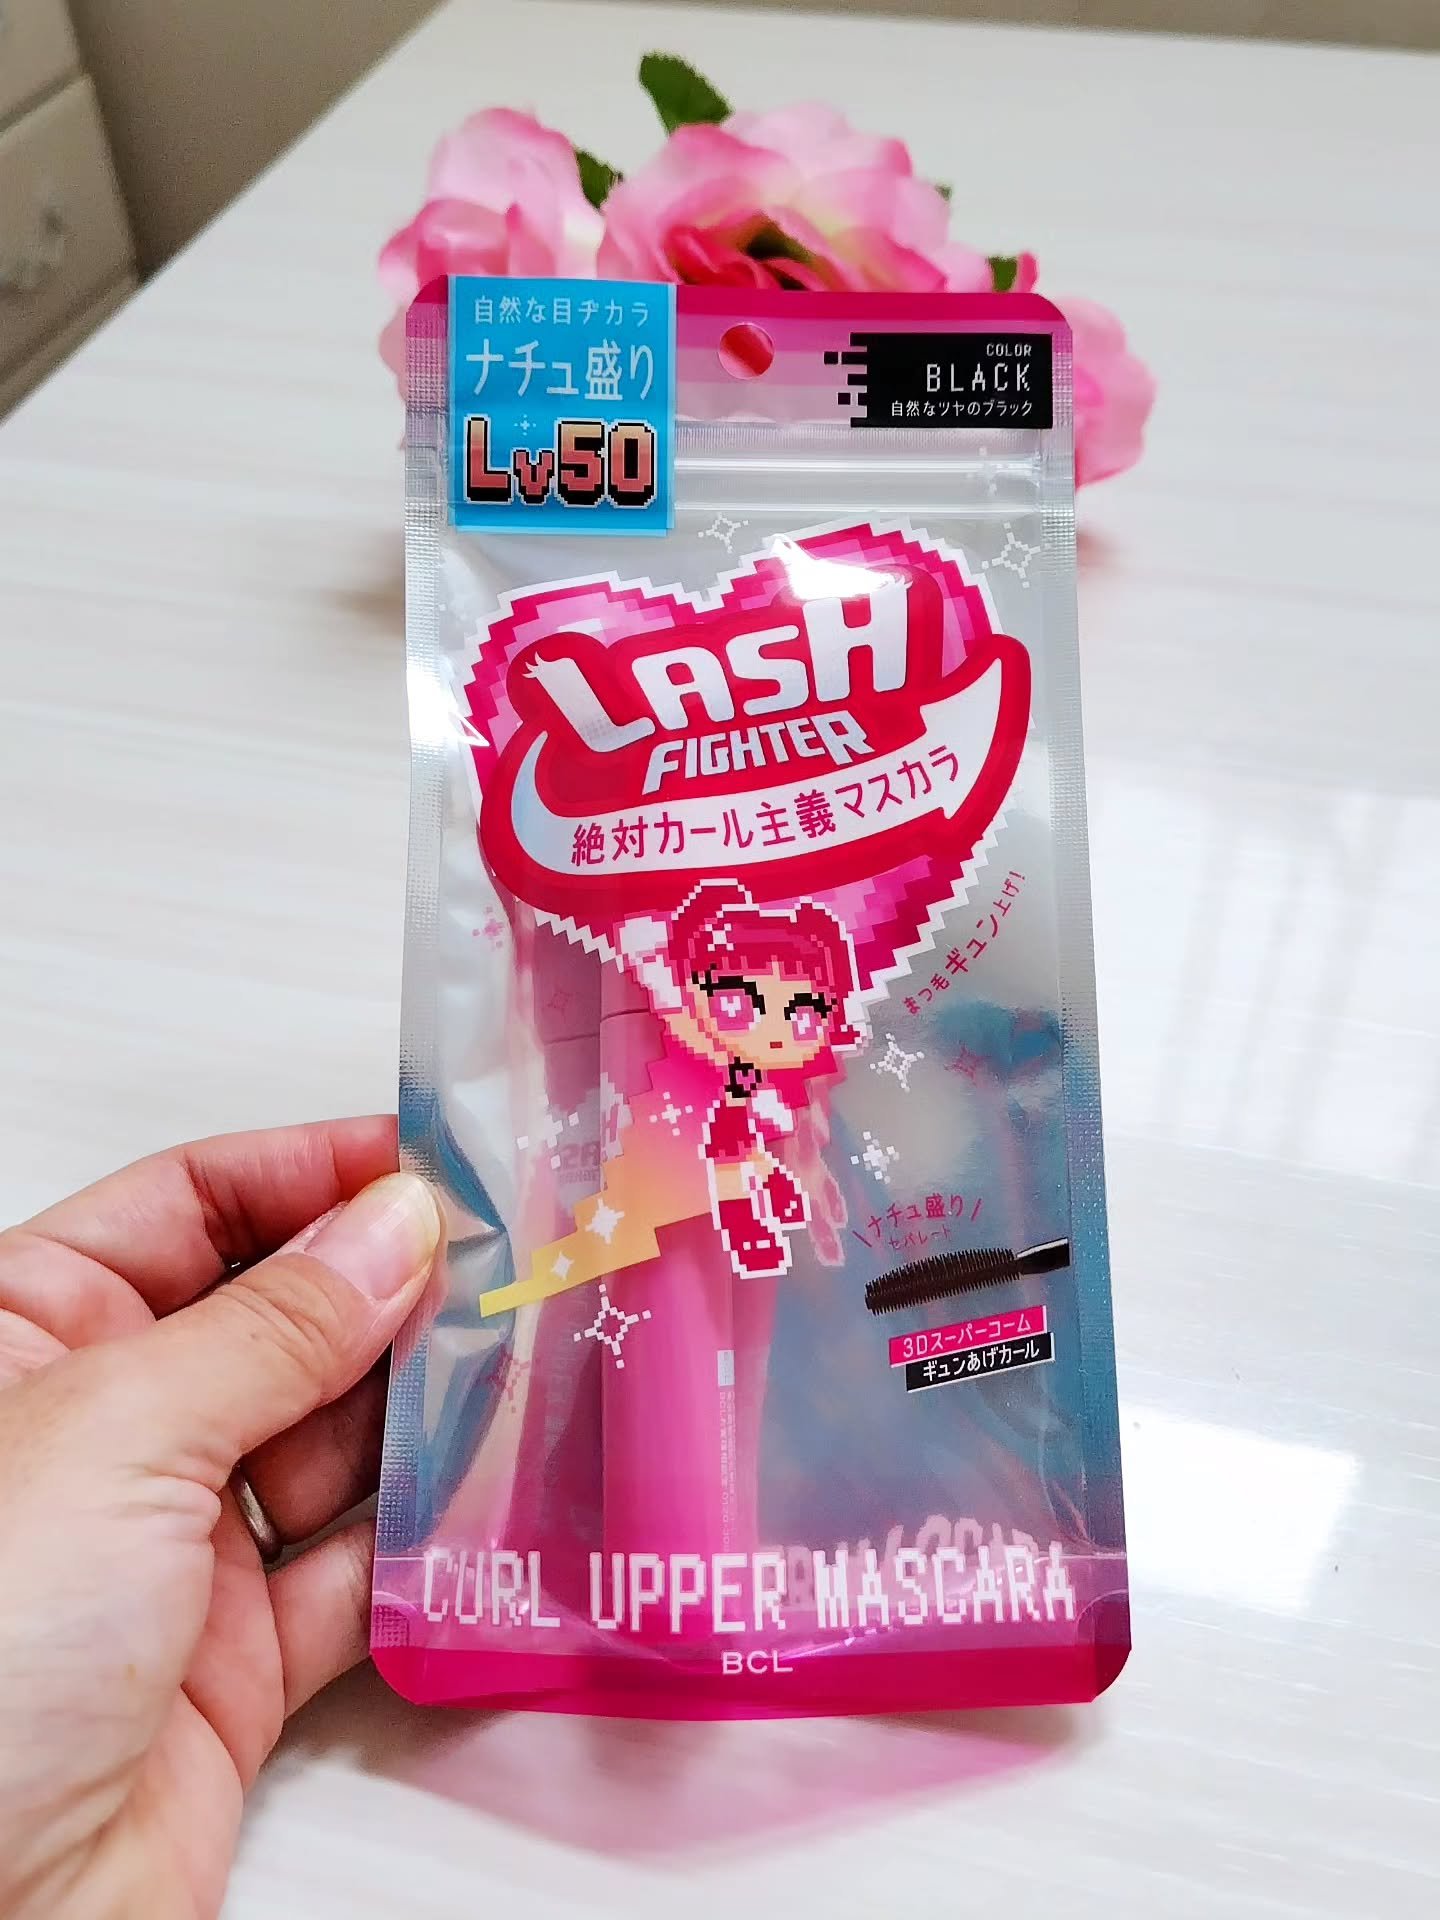 自然な目ヂカラ
ナチュ盛り
Lv50
COLOR
BLACK
自然なツヤのブラック
LASH
FIGHTER
絶対カール主義マスカラ
まつ毛ギュン上げ!
\ナチュ盛り/
セパレート
3Dスーパーコーム
ギュンあげカール
CURL UPPER MASCARA
BCL